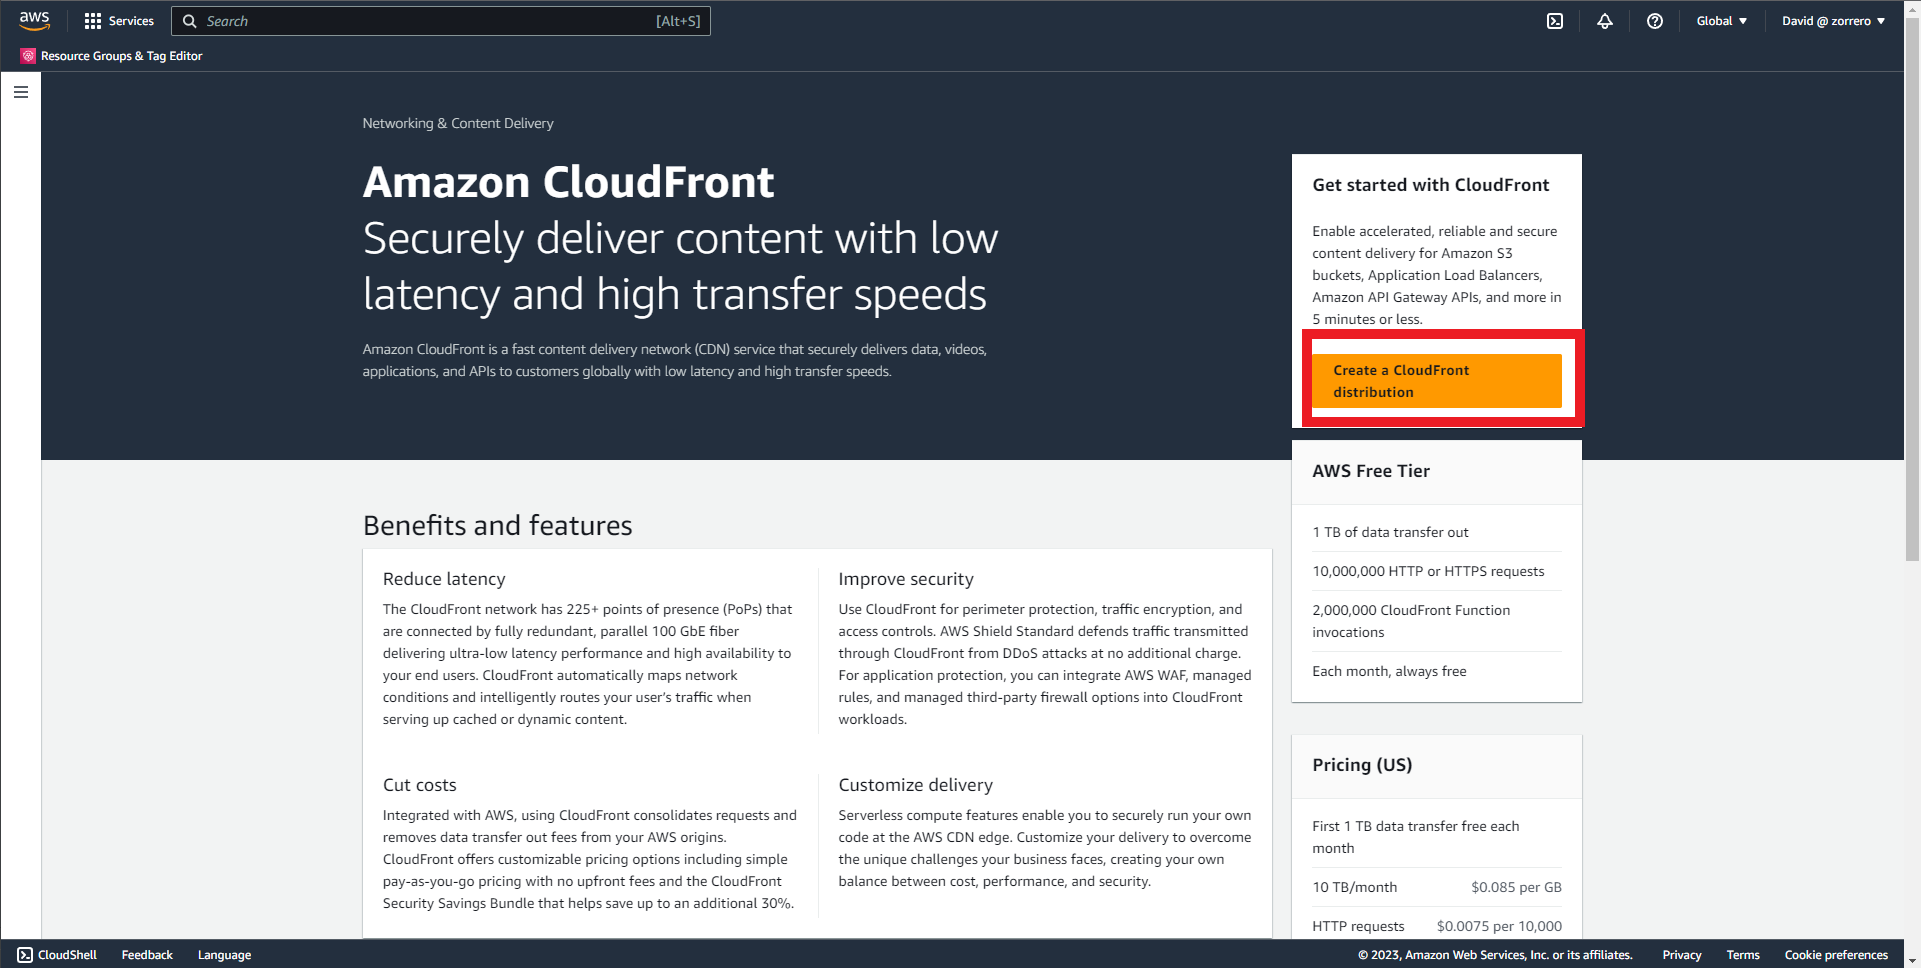 aws
Services
Search
[Alt+S]
Global
David @ zorrero
Resource Groups & Tag Editor
Networking & Content Delivery
Amazon CloudFront
Securely deliver content with low
latency and high transfer speeds
Amazon CloudFront is a fast content delivery network (CDN) service that securely delivers data, videos,
applications, and APIs to customers globally with low latency and high transfer speeds.
Get started with CloudFront
Enable accelerated, reliable and secure
content delivery for Amazon S3
buckets, Application Load Balancers,
Amazon API Gateway APIs, and more in
5 minutes or less.
Create a CloudFront
distribution
AWS Free Tier
1 TB of data transfer out
10,000,000 HTTP or HTTPS requests
2,000,000 CloudFront Function
invocations
Each month, always free
Benefits and features
Reduce latency
The CloudFront network has 225+ points of presence (PoPs) that
are connected by fully redundant, parallel 100 GbE fiber
delivering ultra-low latency performance and high availability to
your end users. CloudFront automatically maps network
conditions and intelligently routes your user’s traffic when
serving up cached or dynamic content.
Improve security
Use CloudFront for perimeter protection, traffic encryption, and
access controls. AWS Shield Standard defends traffic transmitted
through CloudFront from DDoS attacks at no additional charge.
For application protection, you can integrate AWS WAF, managed
rules, and managed third-party firewall options into CloudFront
workloads.
Cut costs
Integrated with AWS, using CloudFront consolidates requests and
removes data transfer out fees from your AWS origins.
CloudFront offers customizable pricing options including simple
pay-as-you-go pricing with no upfront fees and the CloudFront
Security Savings Bundle that helps save up to an additional 30%.
Customize delivery
Serverless compute features enable you to securely run your own
code at the AWS CDN edge. Customize your delivery to overcome
the unique challenges your business faces, creating your own
balance between cost, performance, and security.
Pricing (US)
First 1 TB data transfer free each
month
10 TB/month $0.085 per GB
HTTP requests $0.0075 per 10,000
CloudShell
Feedback
Language
© 2023, Amazon Web Services, Inc. or its affiliates.
Privacy
Terms
Cookie preferences